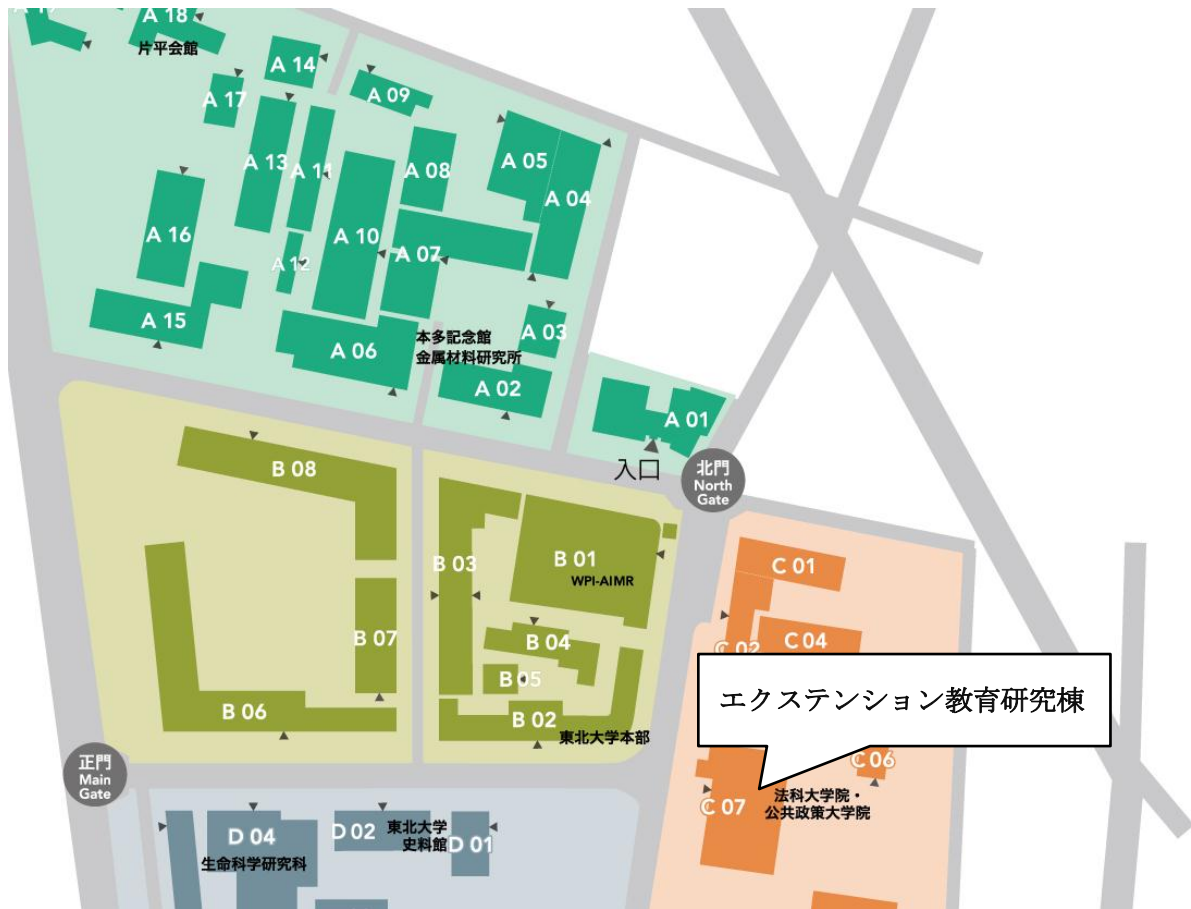 A 18
片平会館
A 14
A 17
A 09
A 13
A 11
A 08
A 05
A 04
A 16
A 10
A 12
A 07
A 15
A 06
本多記念館
金属材料研究所
A 03
A 02
A 01
入口
北門
North
Gate
B 08
B 03
B 01
WPI-AIMR
B 07
B 04
B 05
B 06
B 02
東北大学本部
C 01
C 02
C 04
エクステンション教育研究棟
C 06
C 07
法科大学院・
公共政策大学院
正門
Main
Gate
D 04
生命科学研究科
D 02
東北大学
史料館
D 01